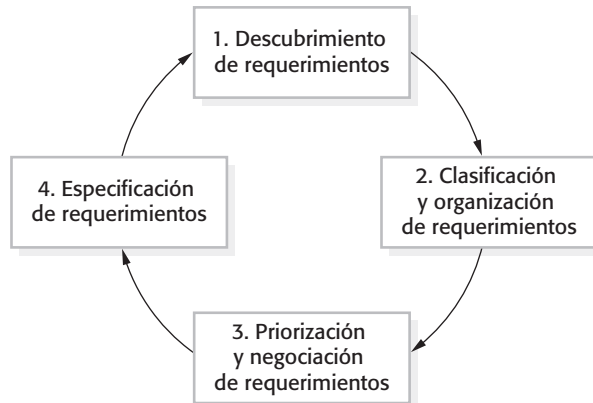 1. Descubrimiento
de requerimientos
2. Clasificación
y organización
de requerimientos
3. Priorización
y negociación
de requerimientos
4. Especificación
de requerimientos